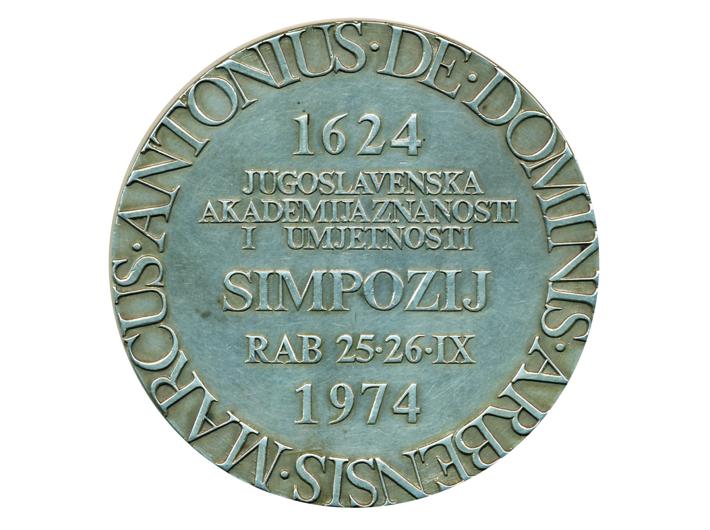 MARCUS·ANTONIUS·DE·DOMINIS·ARBENSIS·
1624
JUGOSLAVENSKA
AKADEMIJA ZNANOSTI
I UMJETNOSTI
SIMPOZIJ
RAB 25·26·IX
1974